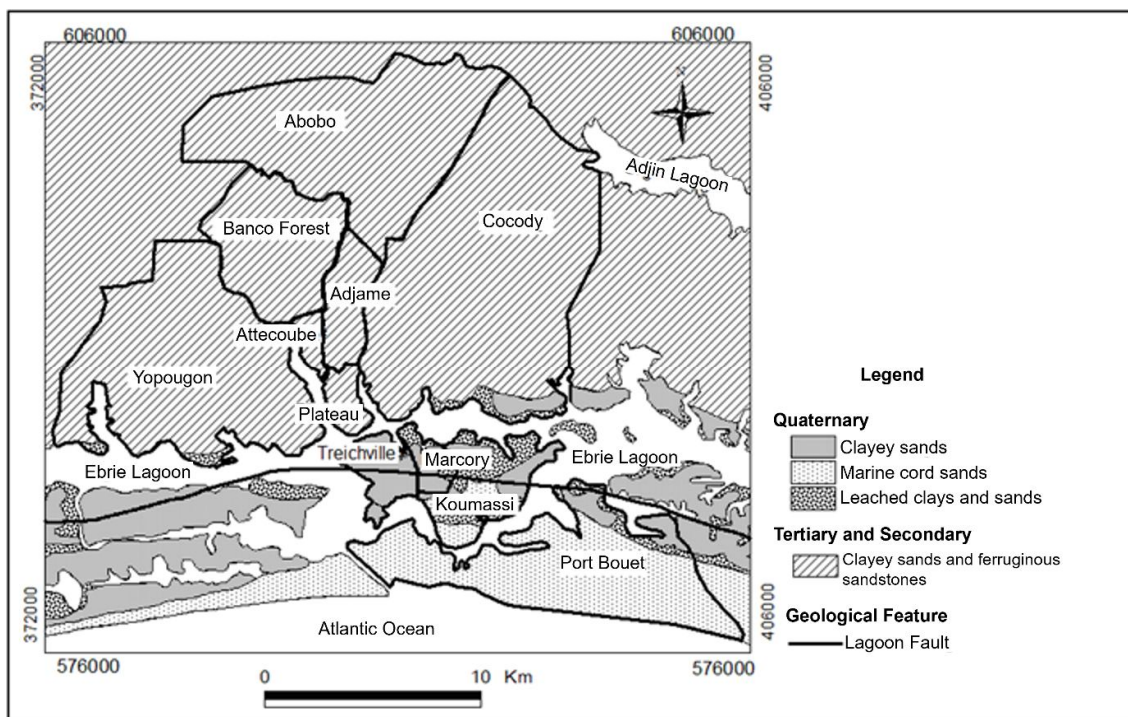 606000
606000
372000
406000
N
Abobo
Adjin Lagoon
Banco Forest
Cocody
Adjame
Attecoube
Yopougon
Plateau
Treichville
Marcory
Ebrie Lagoon
Ebrie Lagoon
Koumassi
Port Bouet
Atlantic Ocean
372000
406000
576000
576000
0
10
Km
Legend
Quaternary
Clayey sands
Marine cord sands
Leached clays and sands
Tertiary and Secondary
Clayey sands and ferruginous
sandstones
Geological Feature
Lagoon Fault